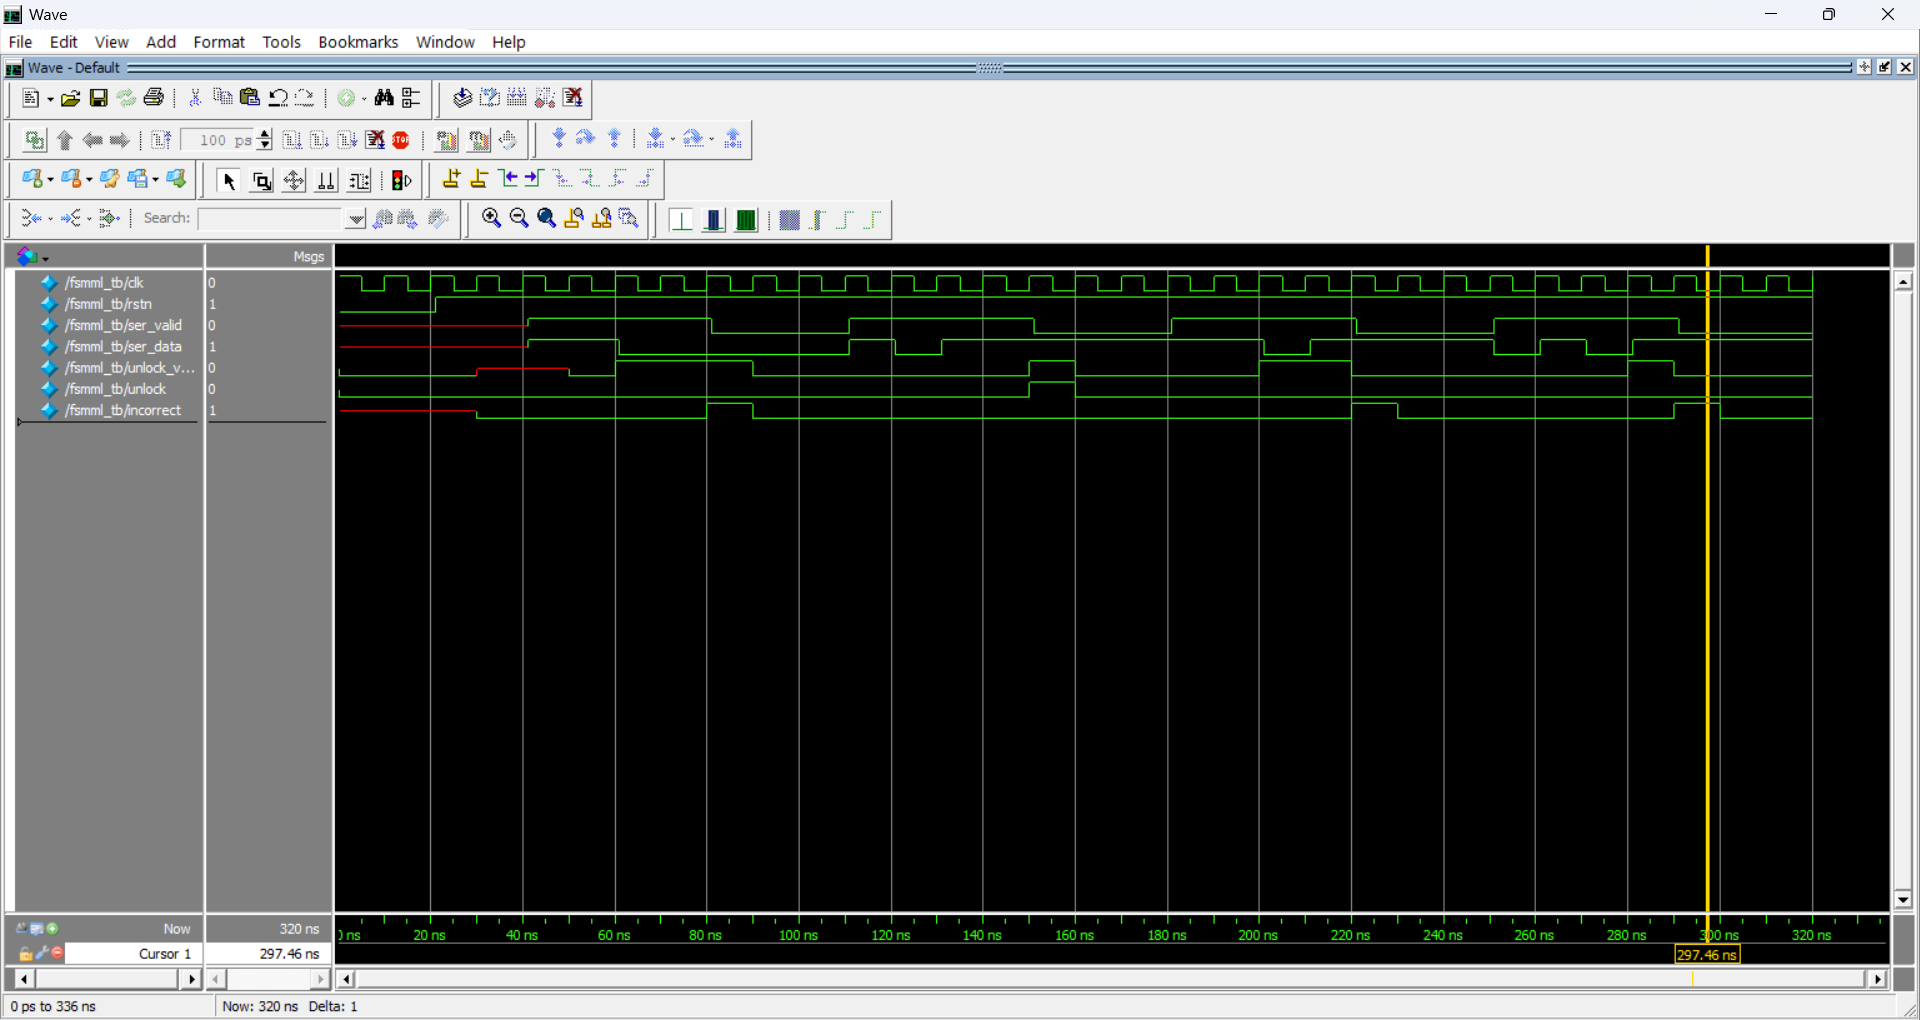 Wave
File Edit View Add Format Tools Bookmarks Window Help
Wave - Default
100 ps
STOP
Search:
Msgs
/fsmml_tb/clk 0
/fsmml_tb/rstn 1
/fsmml_tb/ser_valid 0
/fsmml_tb/ser_data 1
/fsmml_tb/unlock_v... 0
/fsmml_tb/unlock 0
/fsmml_tb/incorrect 1
Now 320 ns
ns 20 ns 40 ns 60 ns 80 ns 100 ns 120 ns 140 ns 160 ns 180 ns 200 ns 220 ns 240 ns 260 ns 280 ns 300 ns 320 ns
Cursor 1 297.46 ns
297.46 ns
0 ps to 336 ns Now: 320 ns Delta: 1